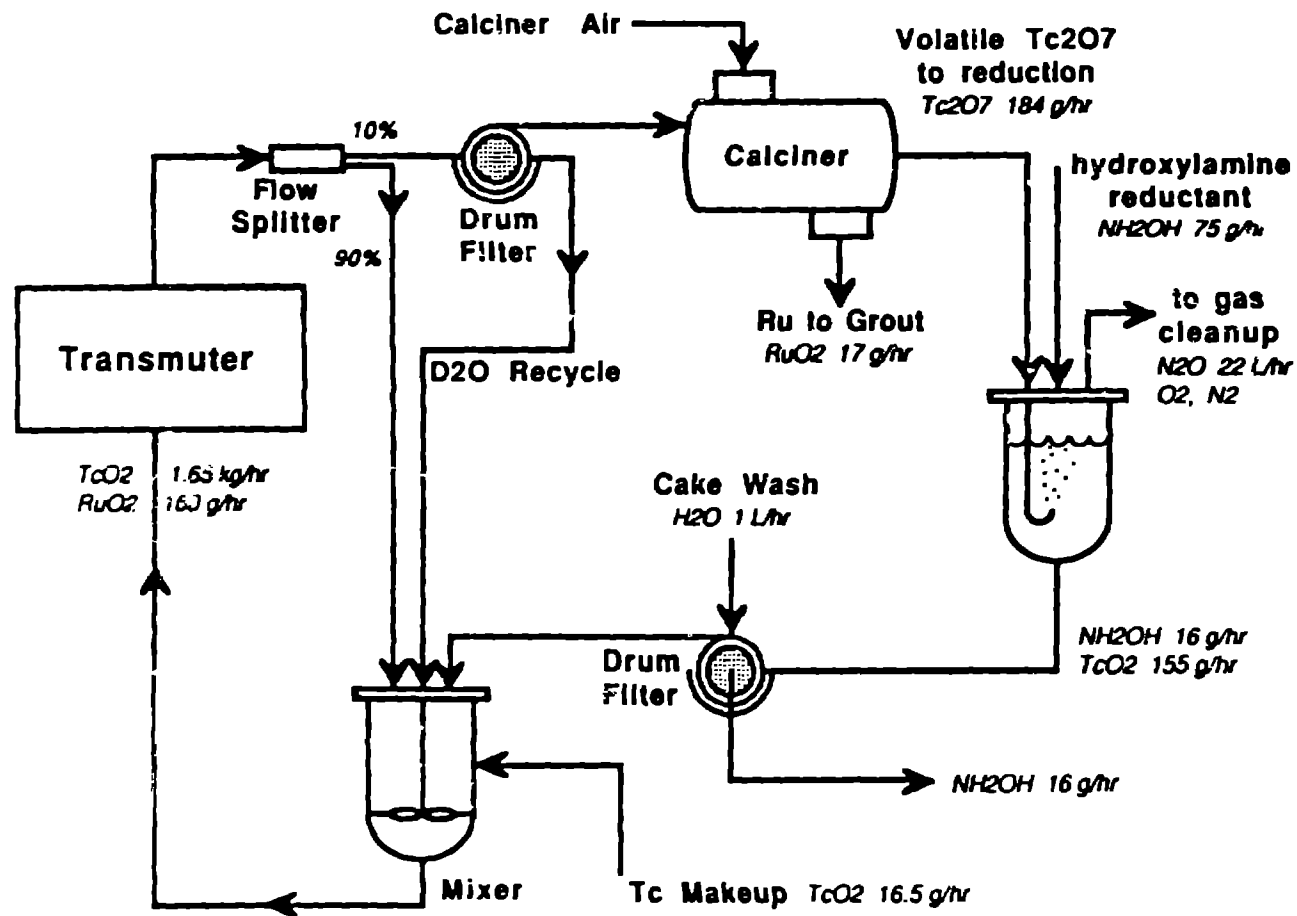 Calciner Air
Volatile Tc2O7
to reduction
Tc2O7 184 g/hr
10%
Calciner
hydroxylamine
reductant
NH2OH 75 g/hr
Flow
Splitter
Drum
Filter
90%
to gas
cleanup
N2O 22 L/hr
O2, N2
Ru to Grout
RuO2 17 g/hr
Transmuter
D2O Recycle
TcO2 kg/hr
RuO2 g/hr
Cake Wash
H2O 1 L/hr
NH2OH 16 g/hr
TcO2 155 g/hr
Drum
Filter
NH2OH 16 g/hr
Mixer
Tc Makeup TcO2 16.5 g/hr